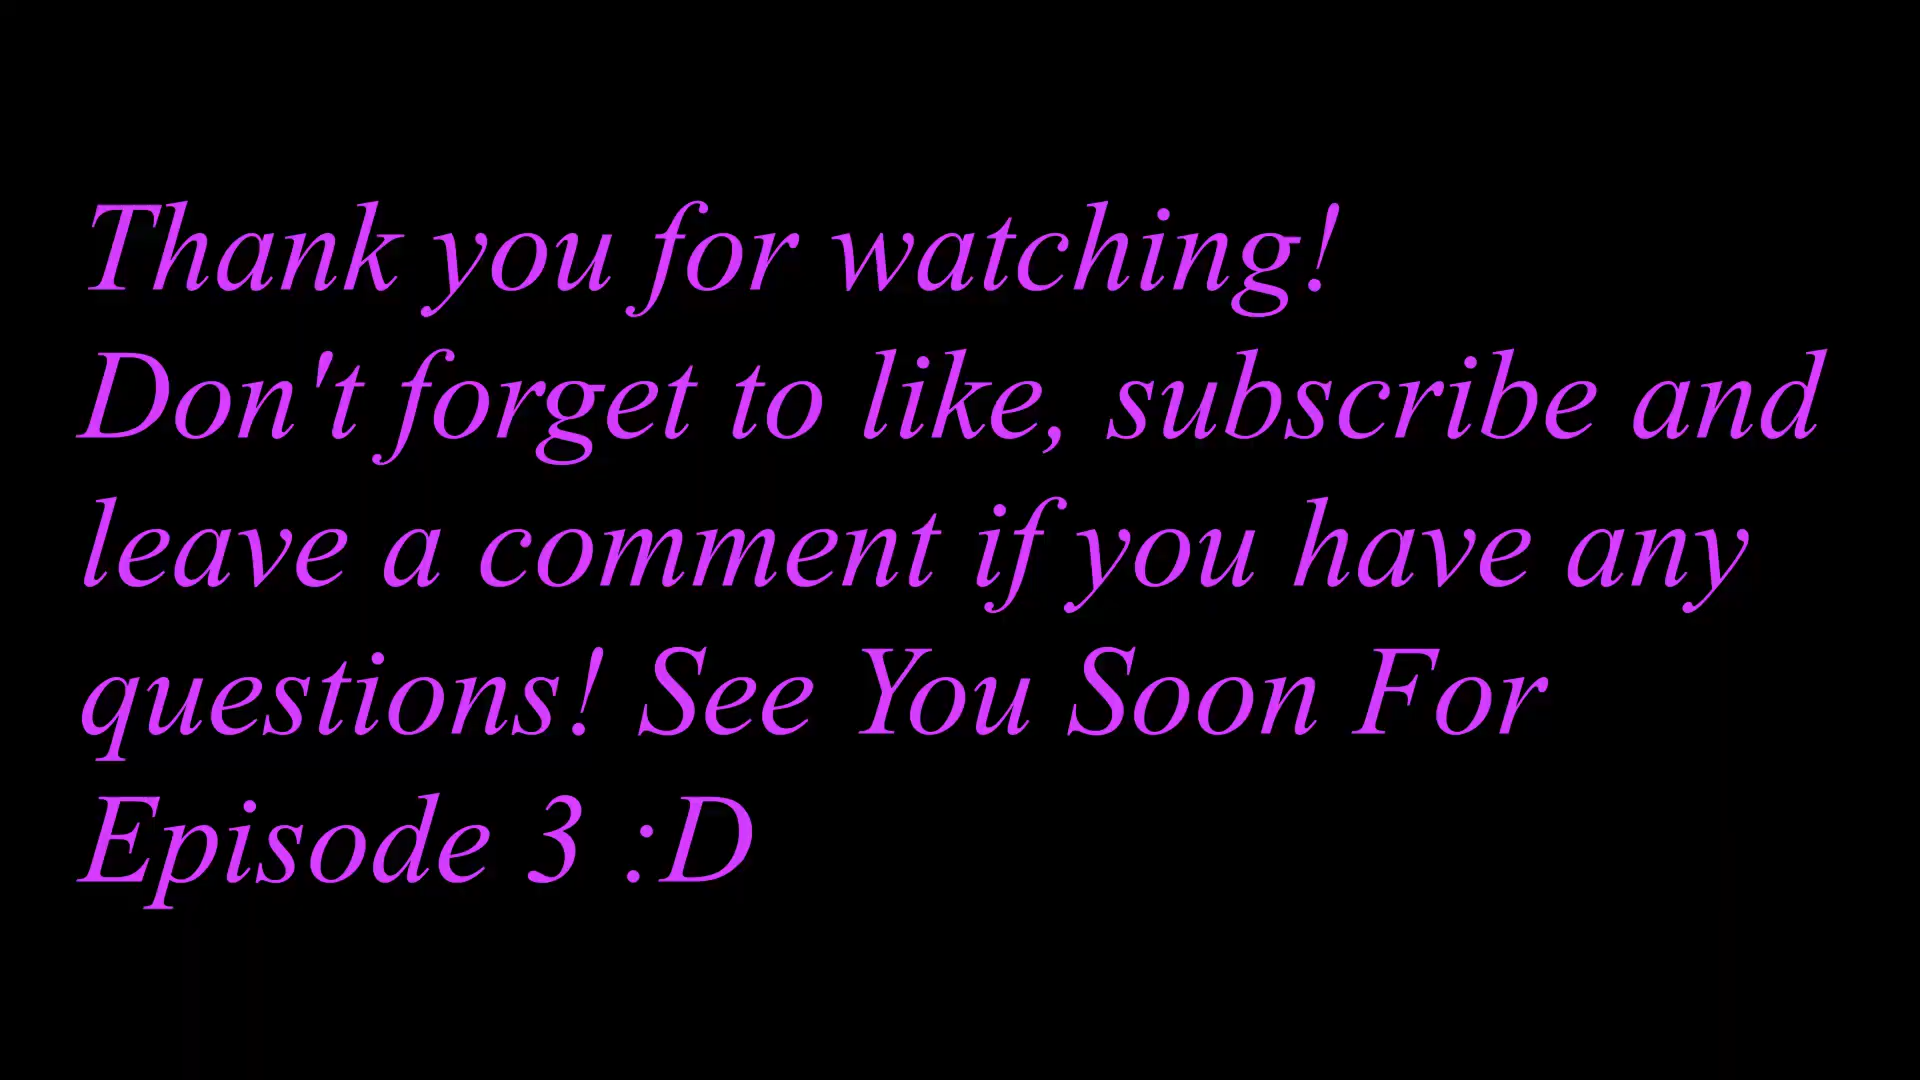 Thank you for watching!
Don't forget to like, subscribe and
leave a comment if you have any
questions! See You Soon For
Episode 3 :D